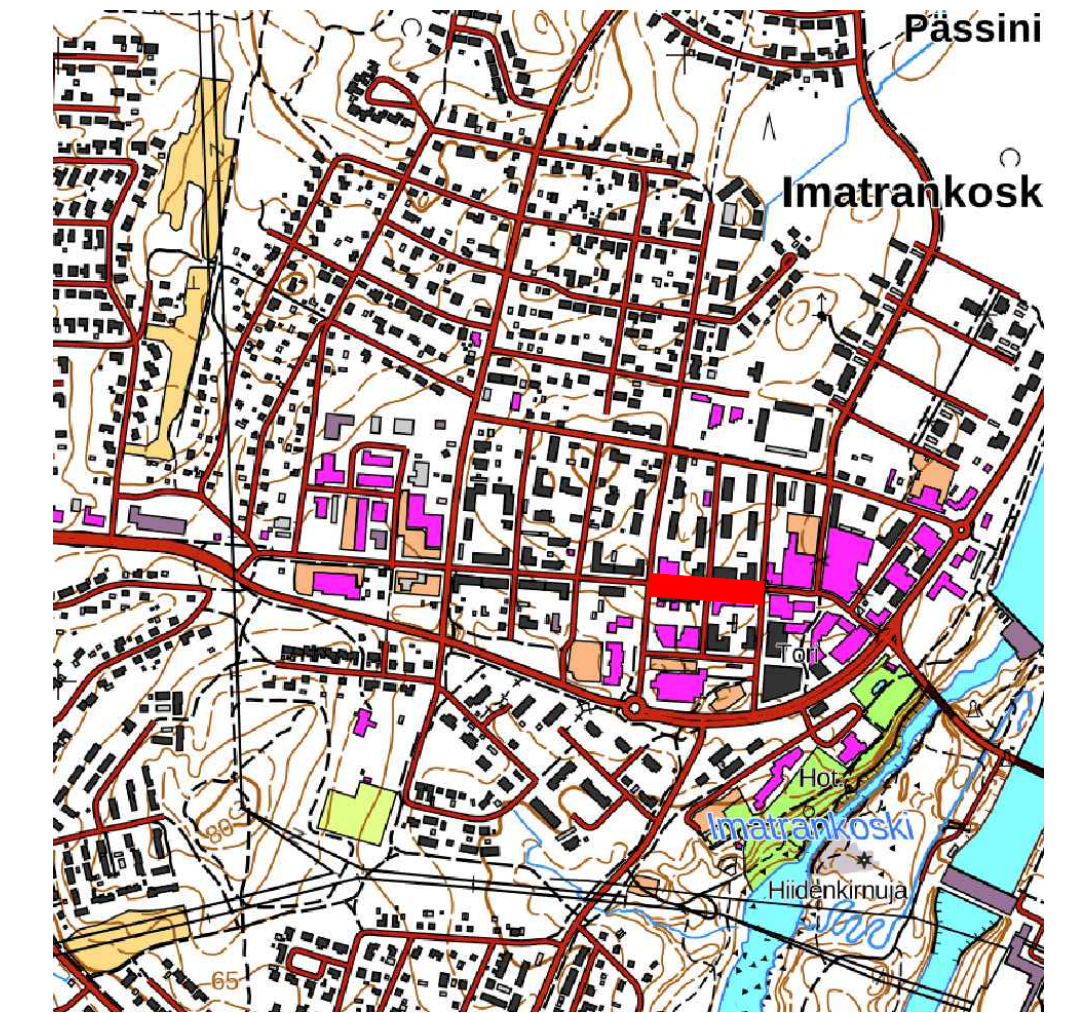 Pässini
Imatrankosk
Tori
Hot.
Imatrankoski
80
Hiidenkirnuja
65